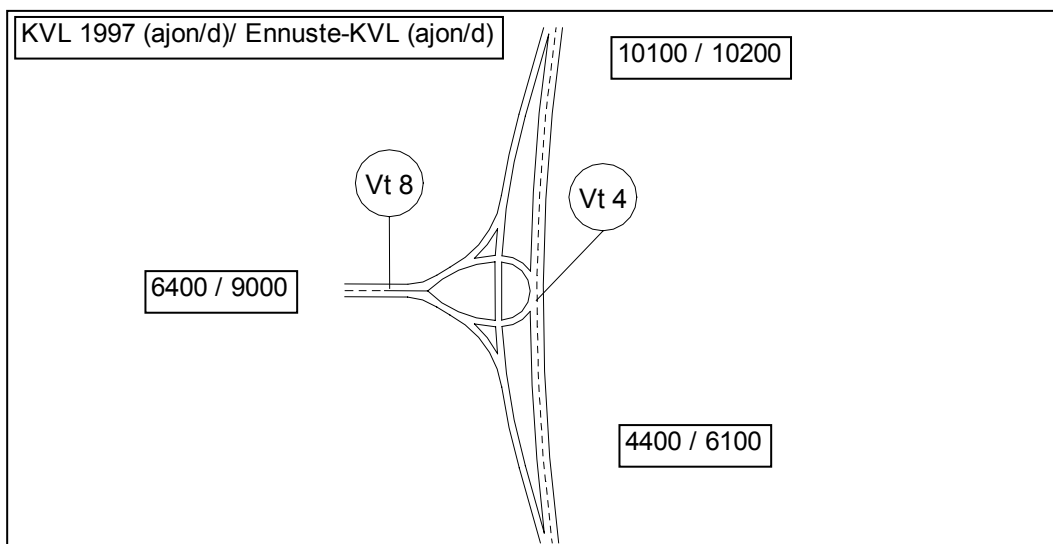 KVL 1997 (ajon/d)/ Ennuste-KVL (ajon/d)
10100 / 10200
Vt 8
Vt 4
6400 / 9000
4400 / 6100